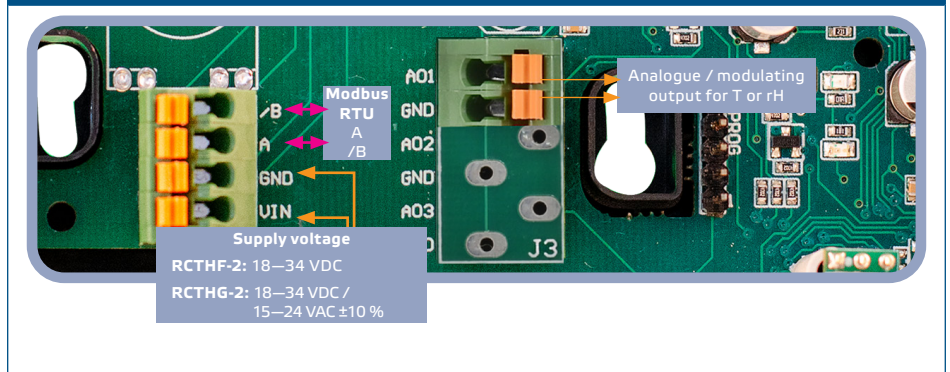 /B
A
GND
VIN
Modbus
RTU
A
/B
AO1
GND
AO2
GND
AO3
J3
PROG
Analogue / modulating
output for T or rH
Supply voltage
RCTHF-2: 18—34 VDC
RCTHG-2: 18—34 VDC /
15—24 VAC ±10 %